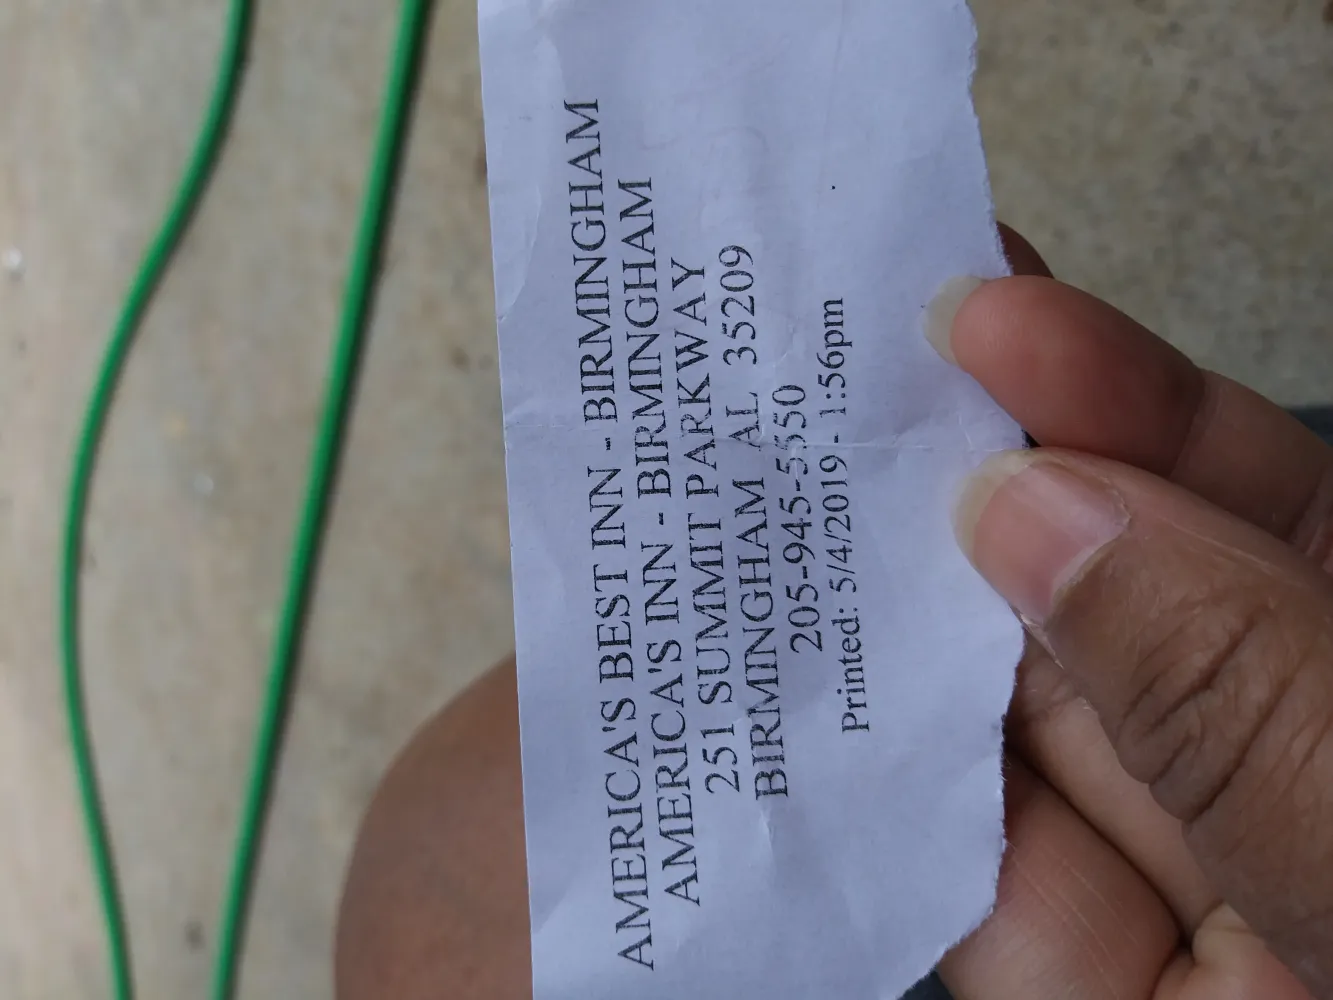 AMERICA'S BEST INN - BIRMINGHAM
AMERICA'S INN - BIRMINGHAM
251 SUMMIT PARKWAY
BIRMINGHAM AL 35209
205-945-5550
Printed: 5/4/2019 - 1:56pm